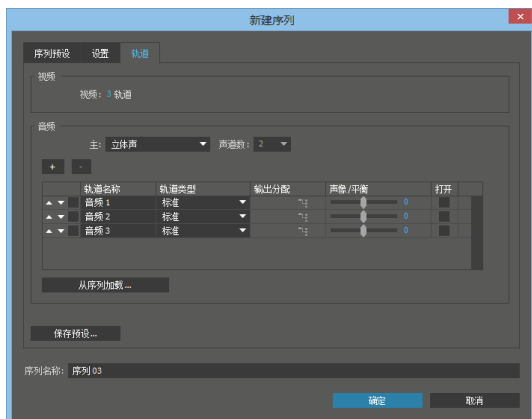 新建序列
序列预设 设置 轨道
视频
视频: 3 轨道
音频
主: 立体声 声道数: 2
+ -
轨道名称 轨道类型 输出分配 声像/平衡 打开
音频 1 标准 0
音频 2 标准 0
音频 3 标准 0
从序列加载...
保存预设...
序列名称: 序列 03
确定 取消